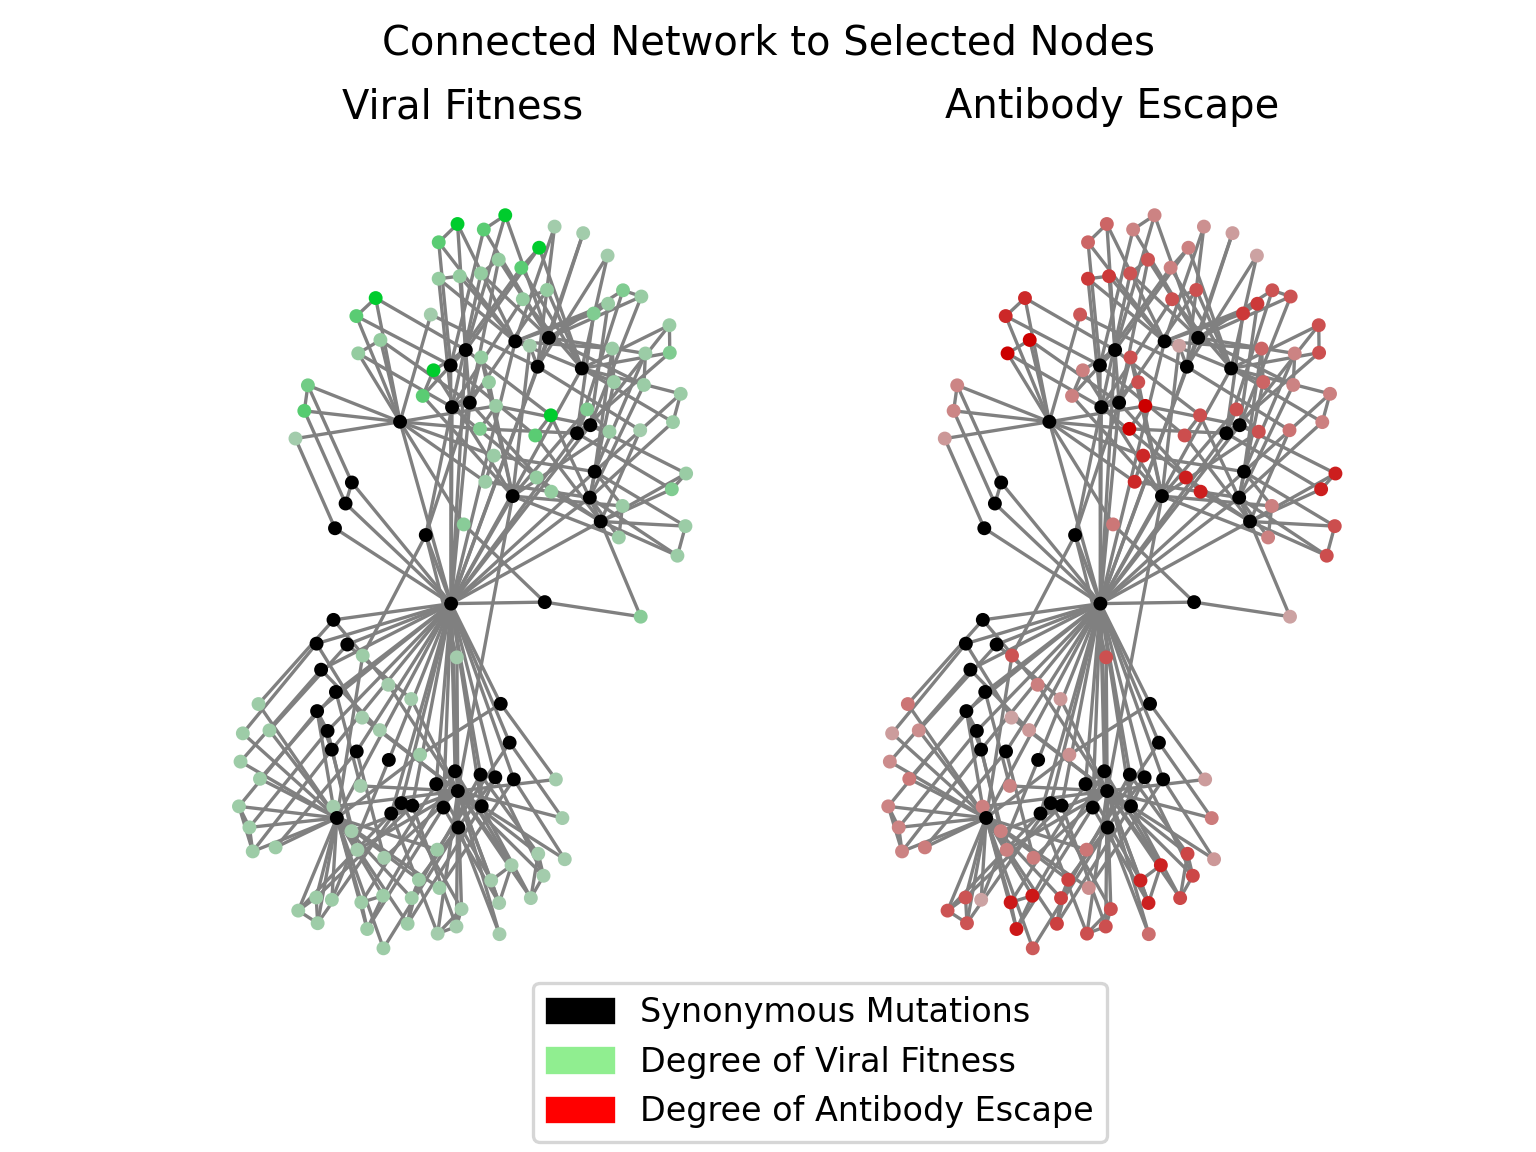 Connected Network to Selected Nodes
Viral Fitness
Antibody Escape
Synonymous Mutations
Degree of Viral Fitness
Degree of Antibody Escape